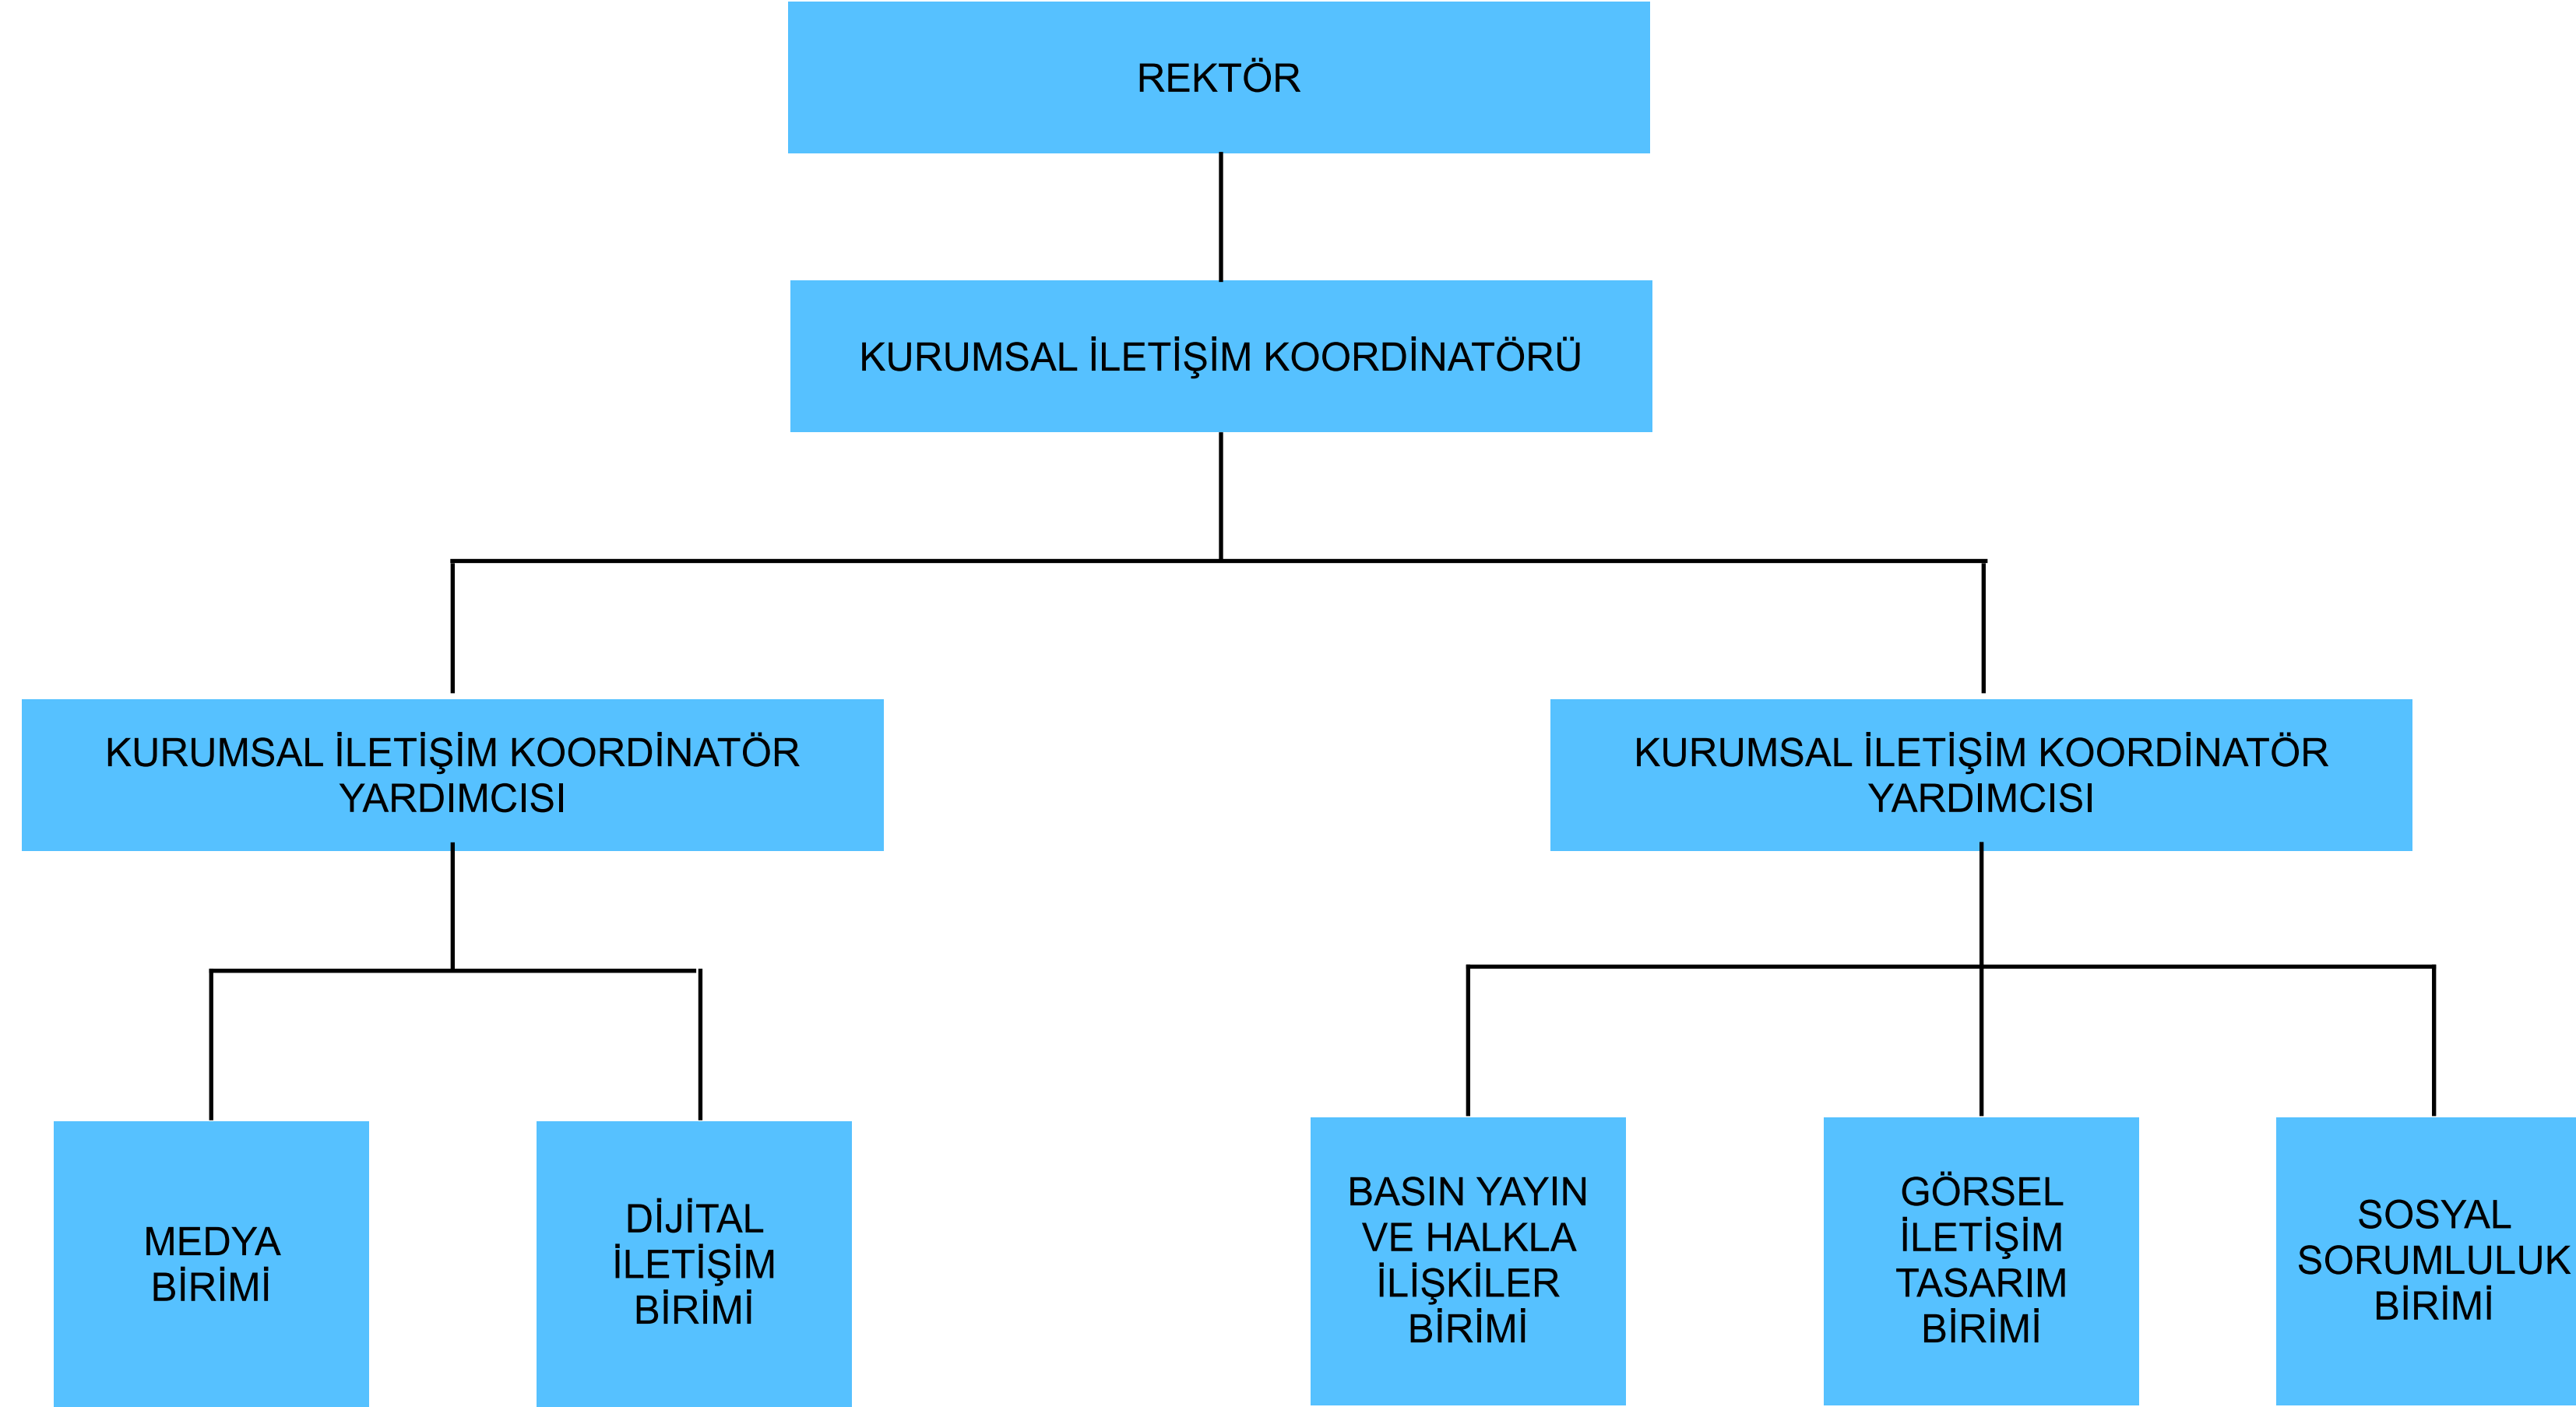 REKTÖR
KURUMSAL İLETİŞİM KOORDİNATÖRÜ
KURUMSAL İLETİŞİM KOORDİNATÖR
YARDIMCISI
KURUMSAL İLETİŞİM KOORDİNATÖR
YARDIMCISI
MEDYA
BİRİMİ
DİJİTAL
İLETİŞİM
BİRİMİ
BASIN YAYIN
VE HALKLA
İLİŞKİLER
BİRİMİ
GÖRSEL
İLETİŞİM
TASARIM
BİRİMİ
SOSYAL
SORUMLULUK
BİRİMİ